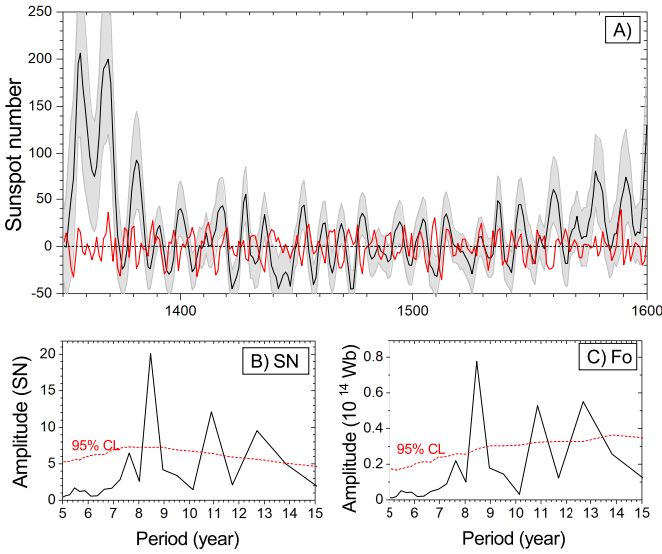 250
200
150
100
50
0
-50
Sunspot number
A)
1400
1500
1600
20
15
10
5
0
Amplitude (SN)
B) SN
95% CL
5 6 7 8 9 10 11 12 13 14 15
Period (year)
0.8
0.6
0.4
0.2
0
Amplitude (10 14 Wb)
C) Fo
95% CL
5 6 7 8 9 10 11 12 13 14 15
Period (year)